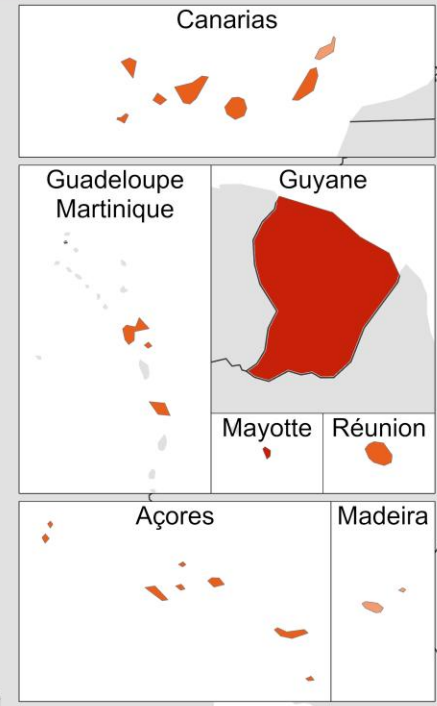 Canarias
Guadeloupe
Martinique
Guyane
Mayotte
Réunion
Açores
Madeira